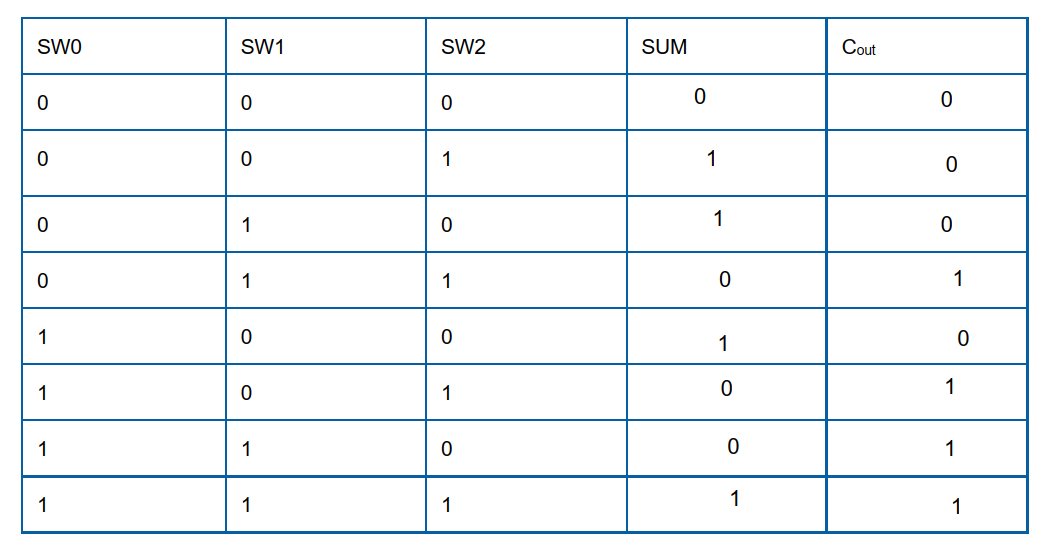 SW0 SW1 SW2 SUM Cout
0 0 0 0 0
0 0 1 1 0
0 1 0 1 0
0 1 1 0 1
1 0 0 1 0
1 0 1 0 1
1 1 0 0 1
1 1 1 1 1